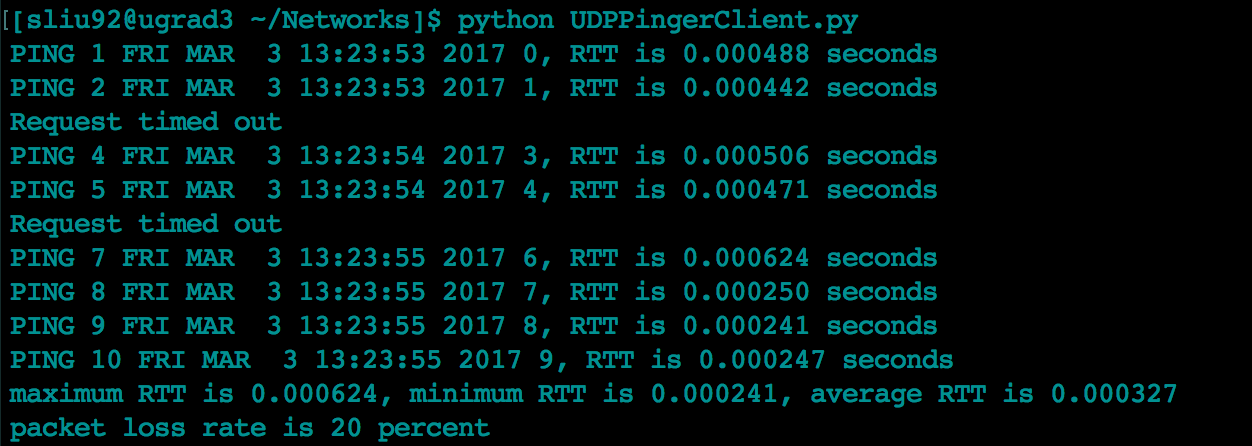 [[sliu92@ugrad3 ~/Networks]$ python UDPPingerClient.py
PING 1 FRI MAR  3 13:23:53 2017 0, RTT is 0.000488 seconds
PING 2 FRI MAR  3 13:23:53 2017 1, RTT is 0.000442 seconds
Request timed out
PING 4 FRI MAR  3 13:23:54 2017 3, RTT is 0.000506 seconds
PING 5 FRI MAR  3 13:23:54 2017 4, RTT is 0.000471 seconds
Request timed out
PING 7 FRI MAR  3 13:23:55 2017 6, RTT is 0.000624 seconds
PING 8 FRI MAR  3 13:23:55 2017 7, RTT is 0.000250 seconds
PING 9 FRI MAR  3 13:23:55 2017 8, RTT is 0.000241 seconds
PING 10 FRI MAR  3 13:23:55 2017 9, RTT is 0.000247 seconds
maximum RTT is 0.000624, minimum RTT is 0.000241, average RTT is 0.000327
packet loss rate is 20 percent